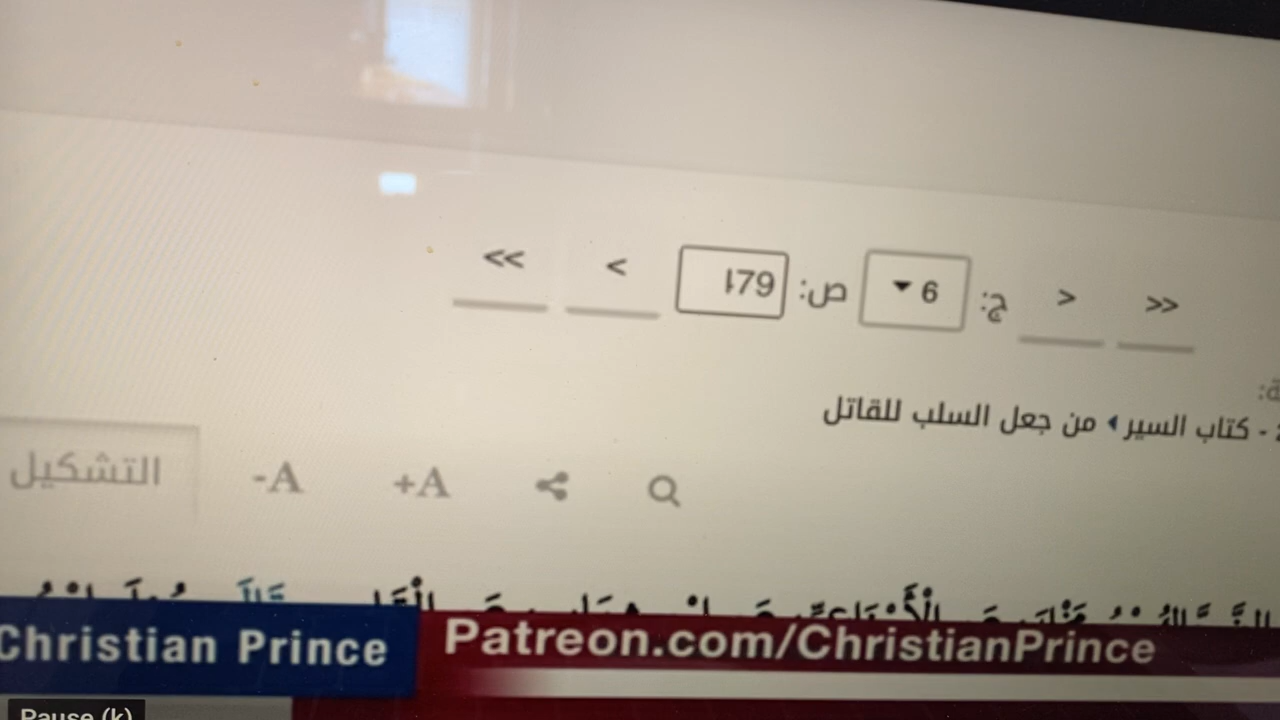 >> > ج: 6 ص: 179 < <<
كتاب السير ‹ من جعل السلب للقاتل
التشكيل -A +A
Christian Prince
Patreon.com/ChristianPrince
Pause (k)